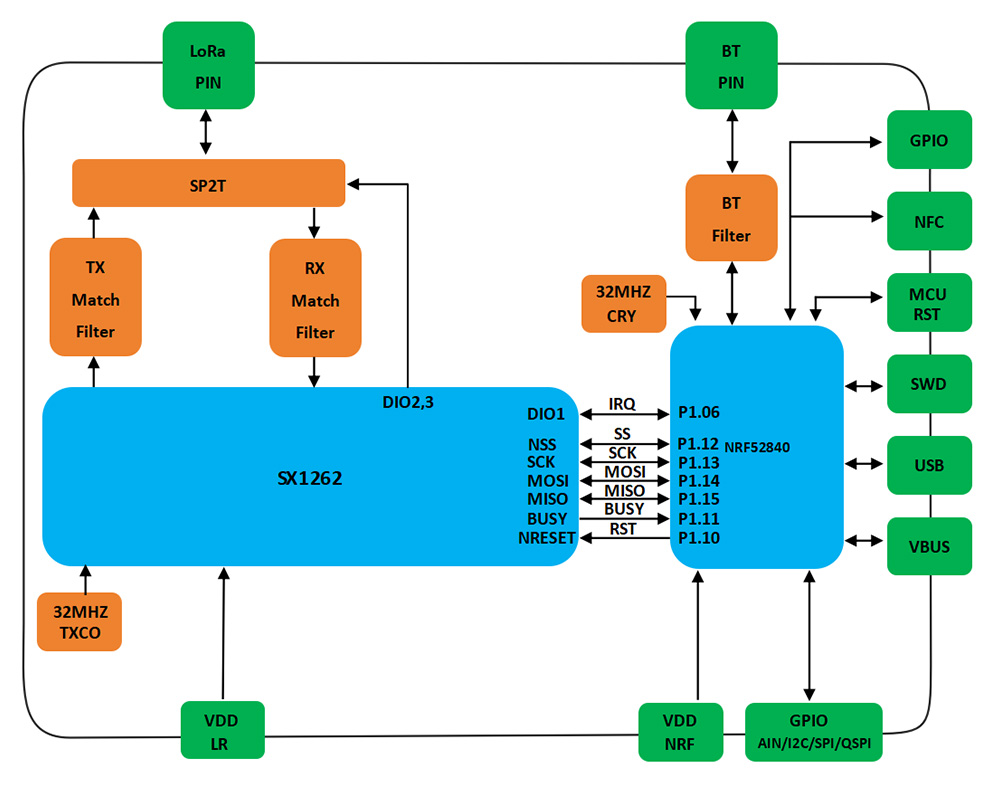 LoRa
PIN
BT
PIN
GPIO
SP2T
BT
Filter
NFC
TX
Match
Filter
RX
Match
Filter
32MHZ
CRY
MCU
RST
SWD
DIO2,3
DIO1
IRQ
P1.06
NSS
SS
P1.12
NRF52840
SCK
SCK
P1.13
MOSI
MOSI
P1.14
MISO
MISO
P1.15
BUSY
BUSY
P1.11
NRESET
RST
P1.10
SX1262
USB
VBUS
32MHZ
TXCO
VDD
LR
VDD
NRF
GPIO
AIN/I2C/SPI/QSPI